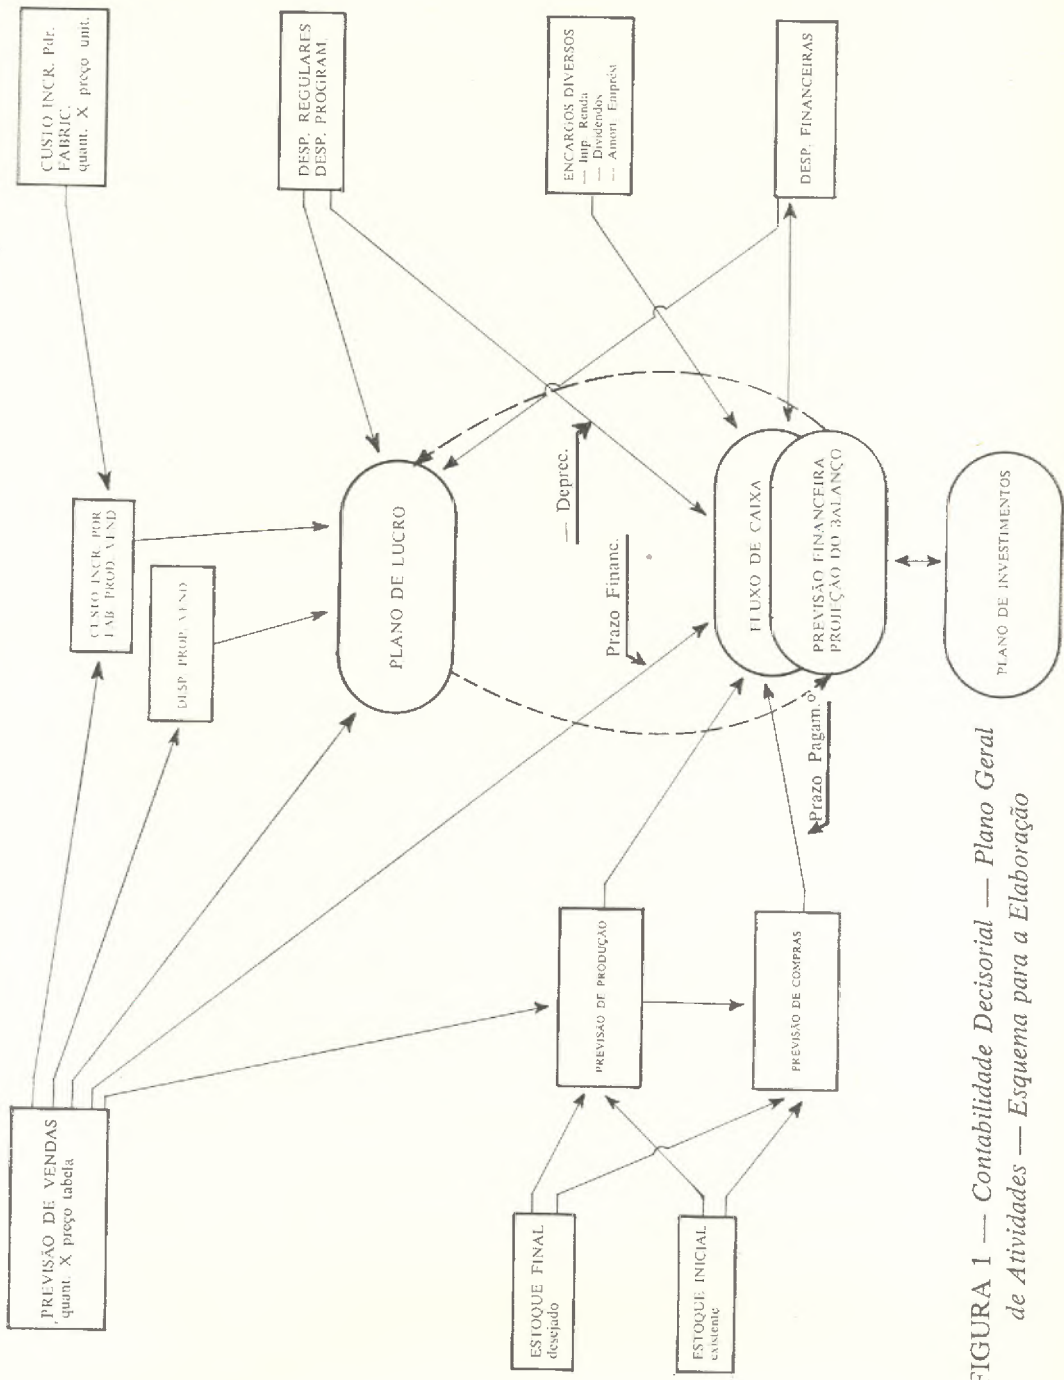 PREVISÃO DE VENDAS
quant. X preço tabela
CUSTO INCR. POR
FAB. PROD. VEND
DESP. PROP. VEND
CUSTO INCR. Pdr.
FABRIC.
quant. X preço unit.
DESP. REGULARES
DESP. PROGRAM.
PLANO DE LUCRO
ESTOQUE FINAL
desejado
ESTOQUE INICIAL
existente
PREVISÃO DE PRODUÇÃO
PREVISÃO DE COMPRAS
— Deprec.
Prazo Financ.
Prazo Pagam.º
FLUXO DE CAIXA
PREVISÃO FINANCEIRA
PROJEÇÃO DO BALANÇO
ENCARGOS DIVERSOS
— Imp. Renda
— Dividendos
— Amort. Emprést
DESP. FINANCEIRAS
PLANO DE INVESTIMENTOS
FIGURA 1 — Contabilidade Decisorial — Plano Geral
de Atividades — Esquema para a Elaboração